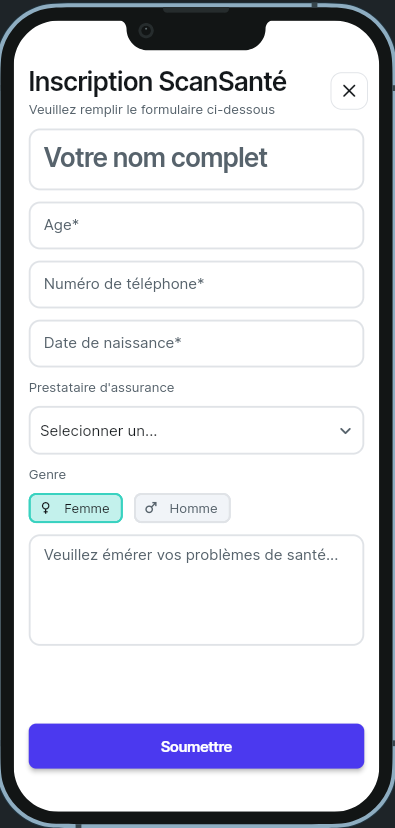 Inscription ScanSanté
Veuillez remplir le formulaire ci-dessous
Votre nom complet
Age*
Numéro de téléphone*
Date de naissance*
Prestataire d'assurance
Selecionner un...
Genre
Femme
Homme
Veuillez émérer vos problèmes de santé...
Soumettre